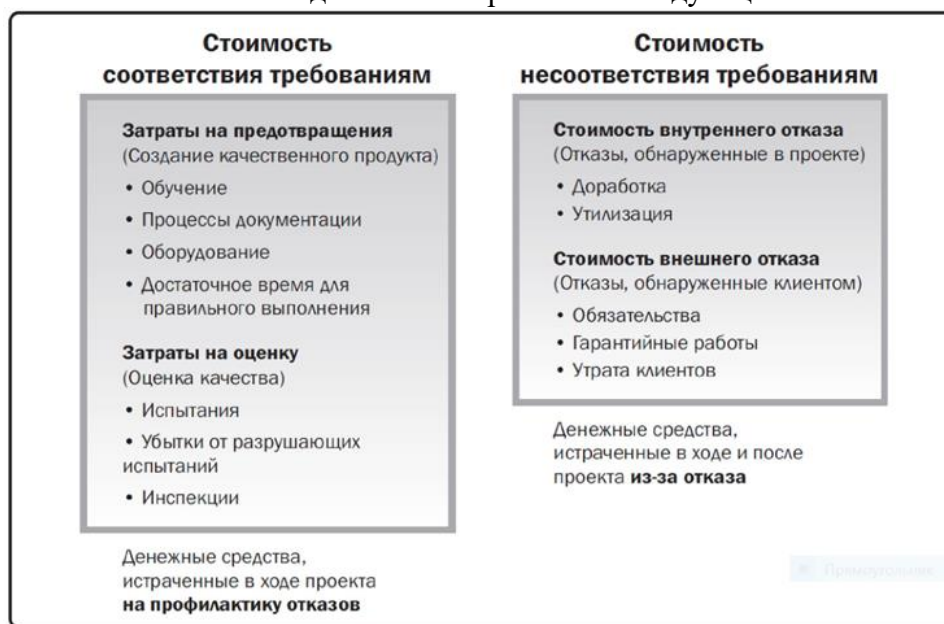 Стоимость
соответствия требованиям
Затраты на предотвращения
(Создание качественного продукта)
• Обучение
• Процессы документации
• Оборудование
• Достаточное время для
правильного выполнения
Затраты на оценку
(Оценка качества)
• Испытания
• Убытки от разрушающих
испытаний
• Инспекции
Денежные средства,
истраченные в ходе проекта
на профилактику отказов
Стоимость
несоответствия требованиям
Стоимость внутреннего отказа
(Отказы, обнаруженные в проекте)
• Доработка
• Утилизация
Стоимость внешнего отказа
(Отказы, обнаруженные клиентом)
• Обязательства
• Гарантийные работы
• Утрата клиентов
Денежные средства,
истраченные в ходе и после
проекта из-за отказа
Прямоугольник